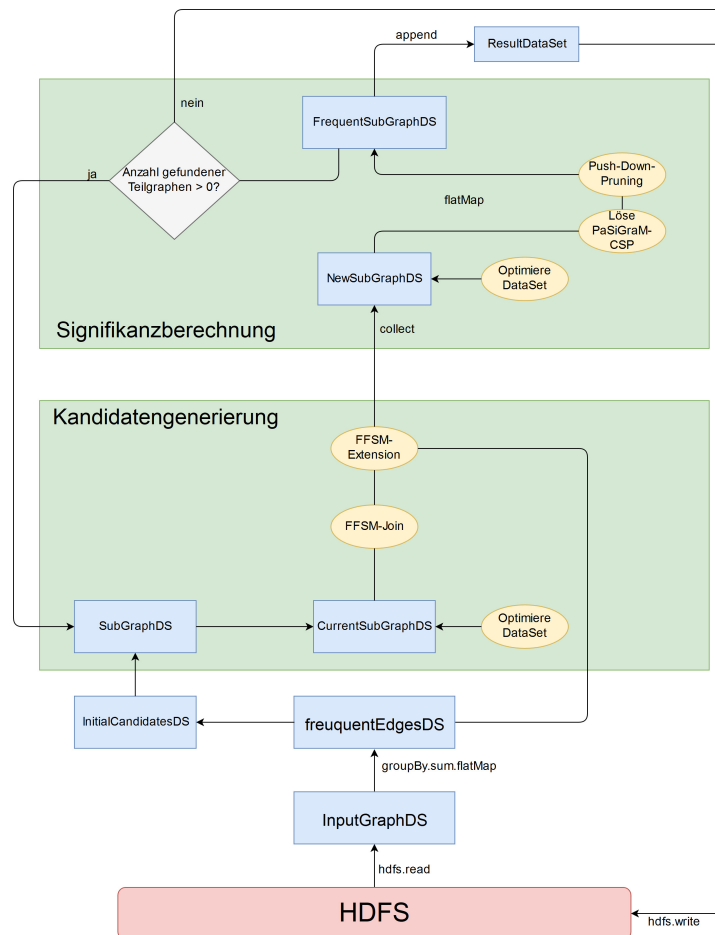 append
ResultDataSet
nein
FrequentSubGraphDS
Anzahl gefundener
Teilgraphen > 0?
ja
Push-Down-
Pruning
flatMap
Löse
PaSiGraM-
CSP
NewSubGraphDS
Optimiere
DataSet
Signifikanzberechnung
collect
Kandidatengenerierung
FFSM-
Extension
FFSM-Join
SubGraphDS
CurrentSubGraphDS
Optimiere
DataSet
InitialCandidatesDS
freuquentEdgesDS
groupBy.sum.flatMap
InputGraphDS
hdfs.read
HDFS
hdfs.write